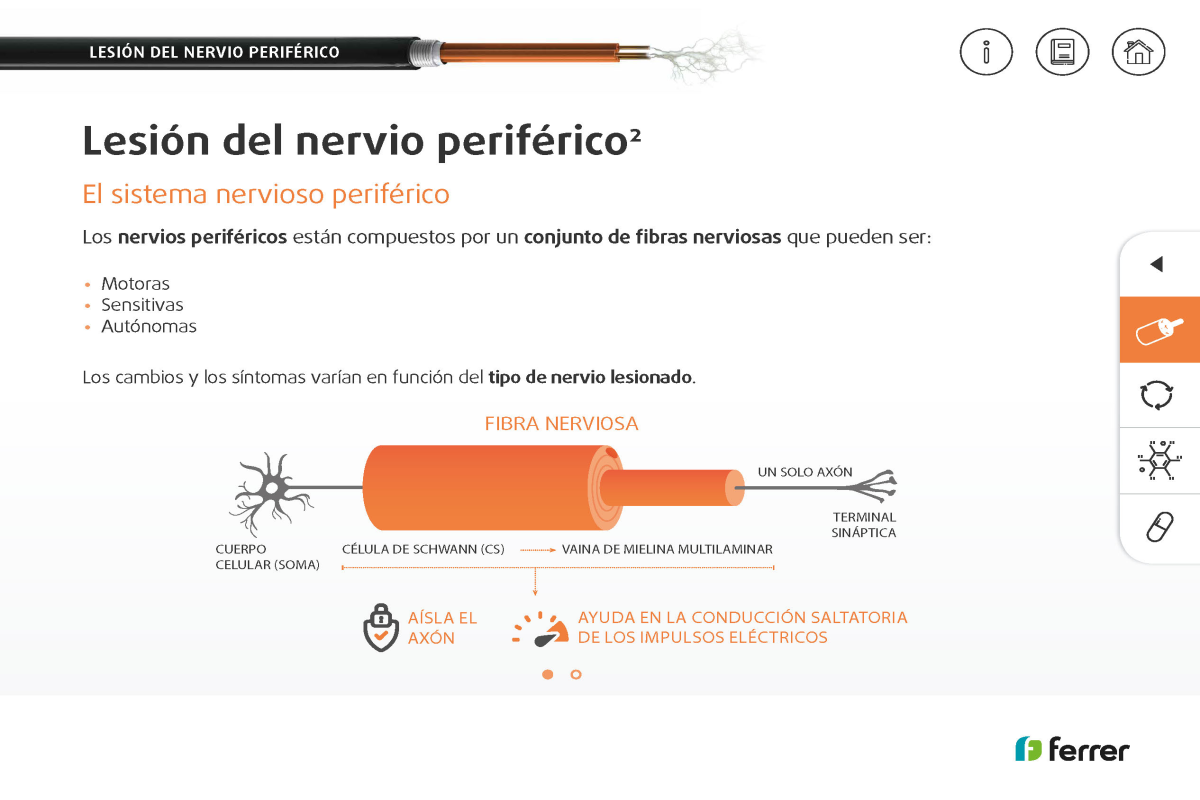 LESIÓN DEL NERVIO PERIFÉRICO
Lesión del nervio periférico²
El sistema nervioso periférico
Los nervios periféricos están compuestos por un conjunto de fibras nerviosas que pueden ser:
• Motoras
• Sensitivas
• Autónomas
Los cambios y los síntomas varían en función del tipo de nervio lesionado.
FIBRA NERVIOSA
UN SOLO AXÓN
TERMINAL
SINÁPTICA
CUERPO
CELULAR (SOMA)
CÉLULA DE SCHWANN (CS)
VAINA DE MIELINA MULTILAMINAR
AÍSLA EL
AXÓN
AYUDA EN LA CONDUCCIÓN SALTATORIA
DE LOS IMPULSOS ELÉCTRICOS
ferrer